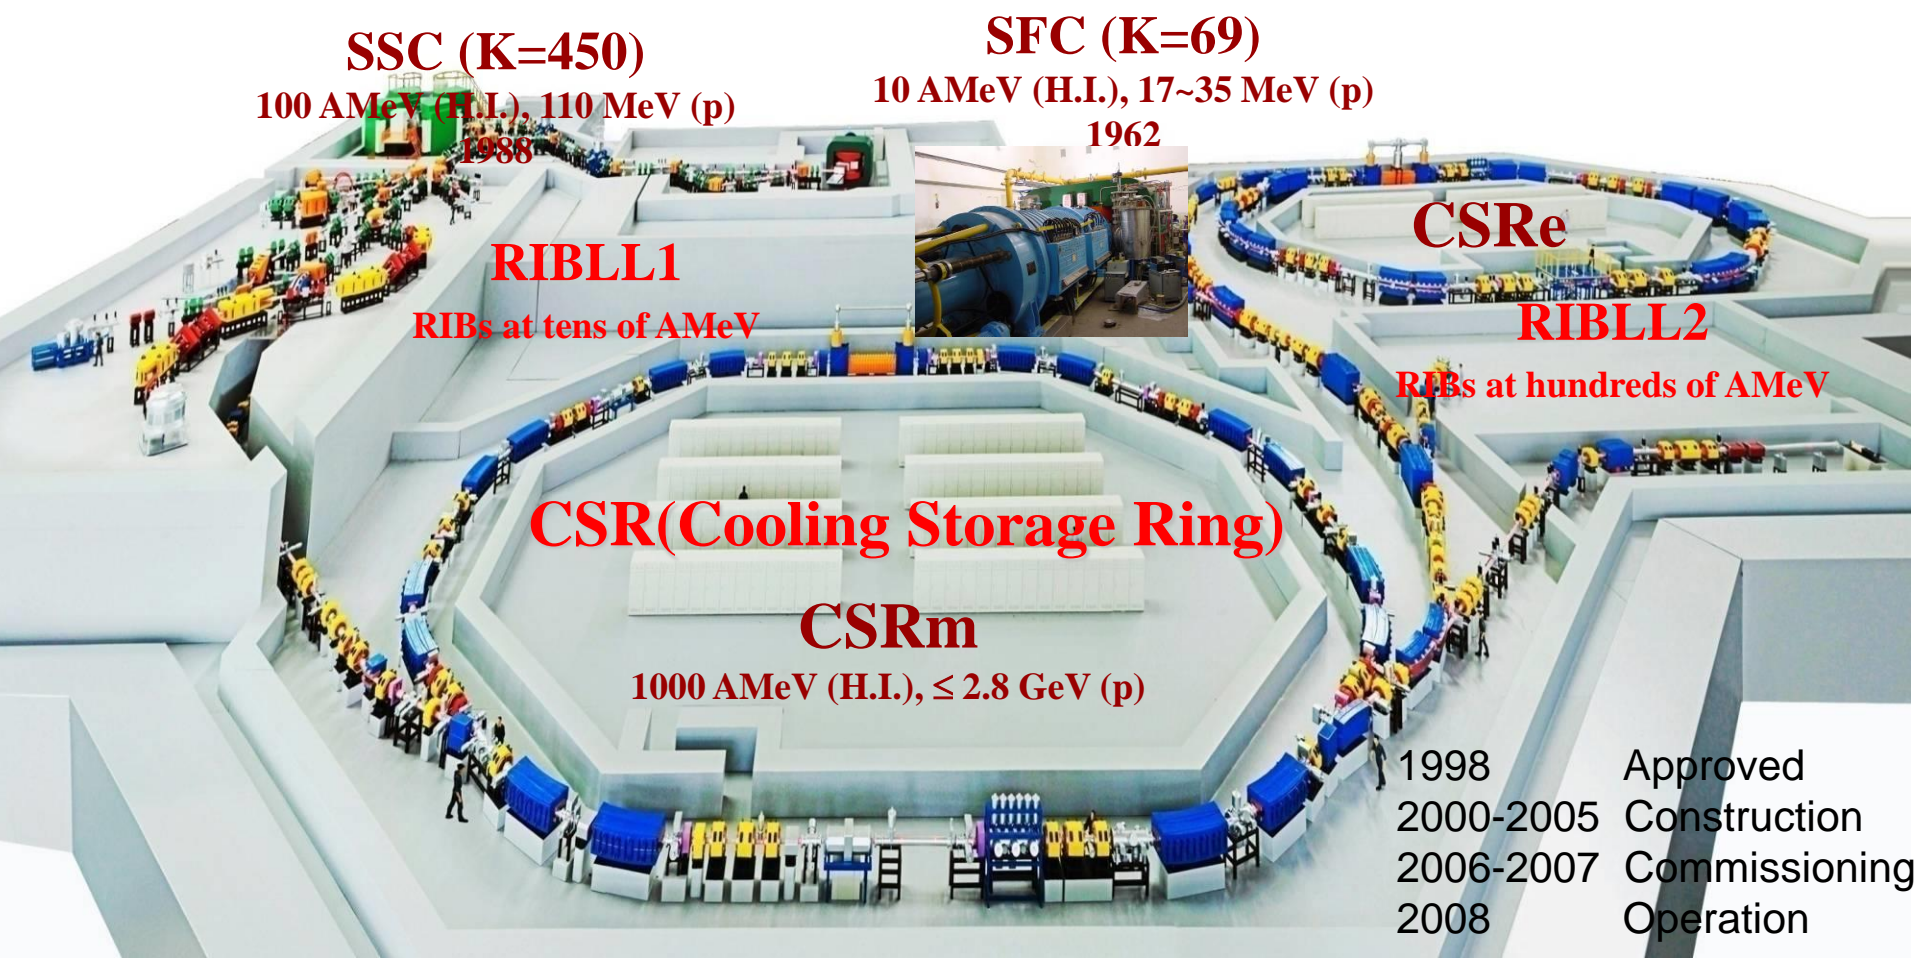 SSC (K=450)
100 AMeV (H.I.), 110 MeV (p)
1988
SFC (K=69)
10 AMeV (H.I.), 17~35 MeV (p)
1962
CSRe
RIBLL1
RIBs at tens of AMeV
RIBLL2
RIBs at hundreds of AMeV
CSR(Cooling Storage Ring)
CSRm
1000 AMeV (H.I.), ≤ 2.8 GeV (p)
1998 Approved
2000-2005 Construction
2006-2007 Commissioning
2008 Operation